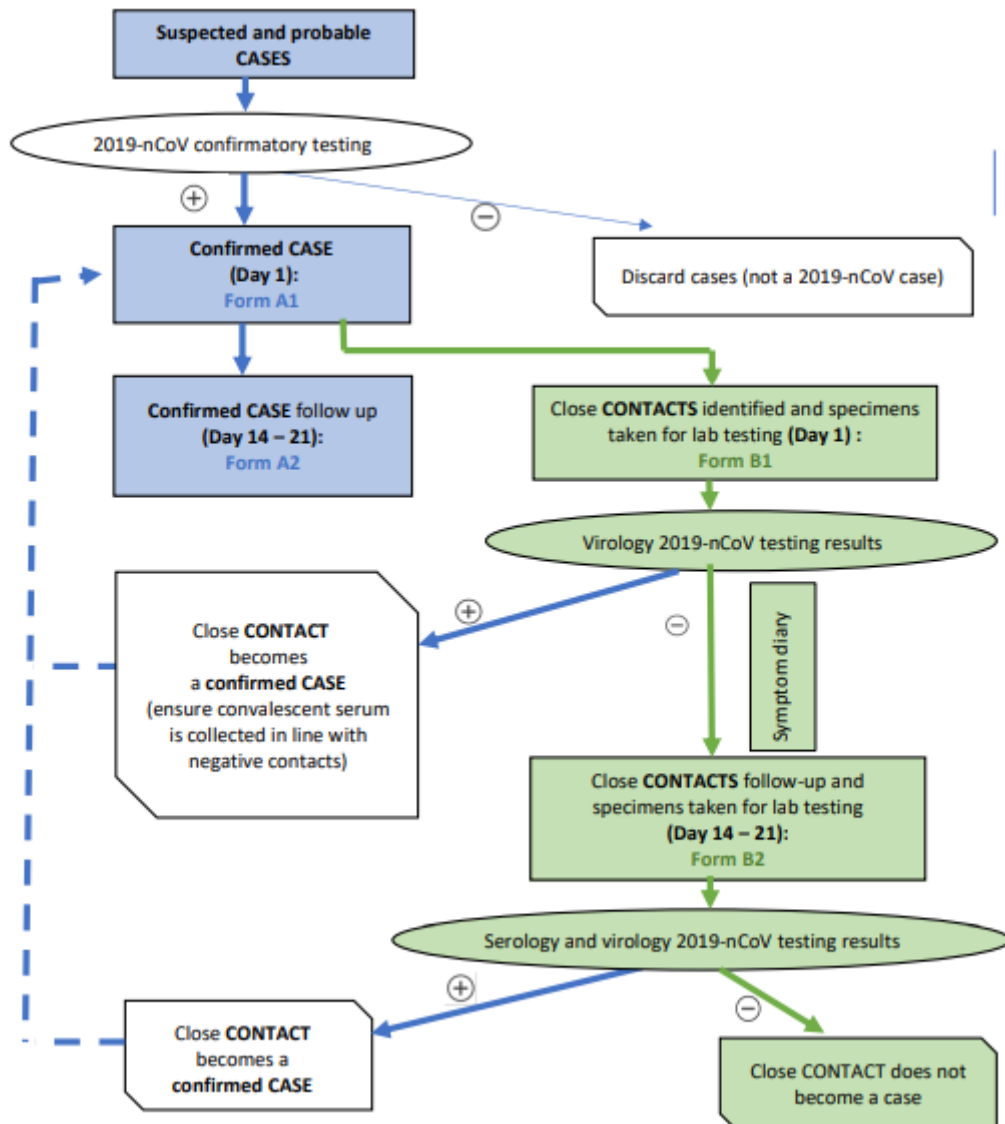 Suspected and probable
CASES
2019-nCoV confirmatory testing
+
−
Confirmed CASE
(Day 1):
Form A1
Discard cases (not a 2019-nCoV case)
Confirmed CASE follow up
(Day 14 – 21):
Form A2
Close CONTACTS identified and specimens
taken for lab testing (Day 1) :
Form B1
Virology 2019-nCoV testing results
+
−
Symptom diary
Close CONTACT
becomes
a confirmed CASE
(ensure convalescent serum
is collected in line with
negative contacts)
Close CONTACTS follow-up and
specimens taken for lab testing
(Day 14 – 21):
Form B2
Serology and virology 2019-nCoV testing results
+
−
Close CONTACT
becomes a
confirmed CASE
Close CONTACT does not
become a case